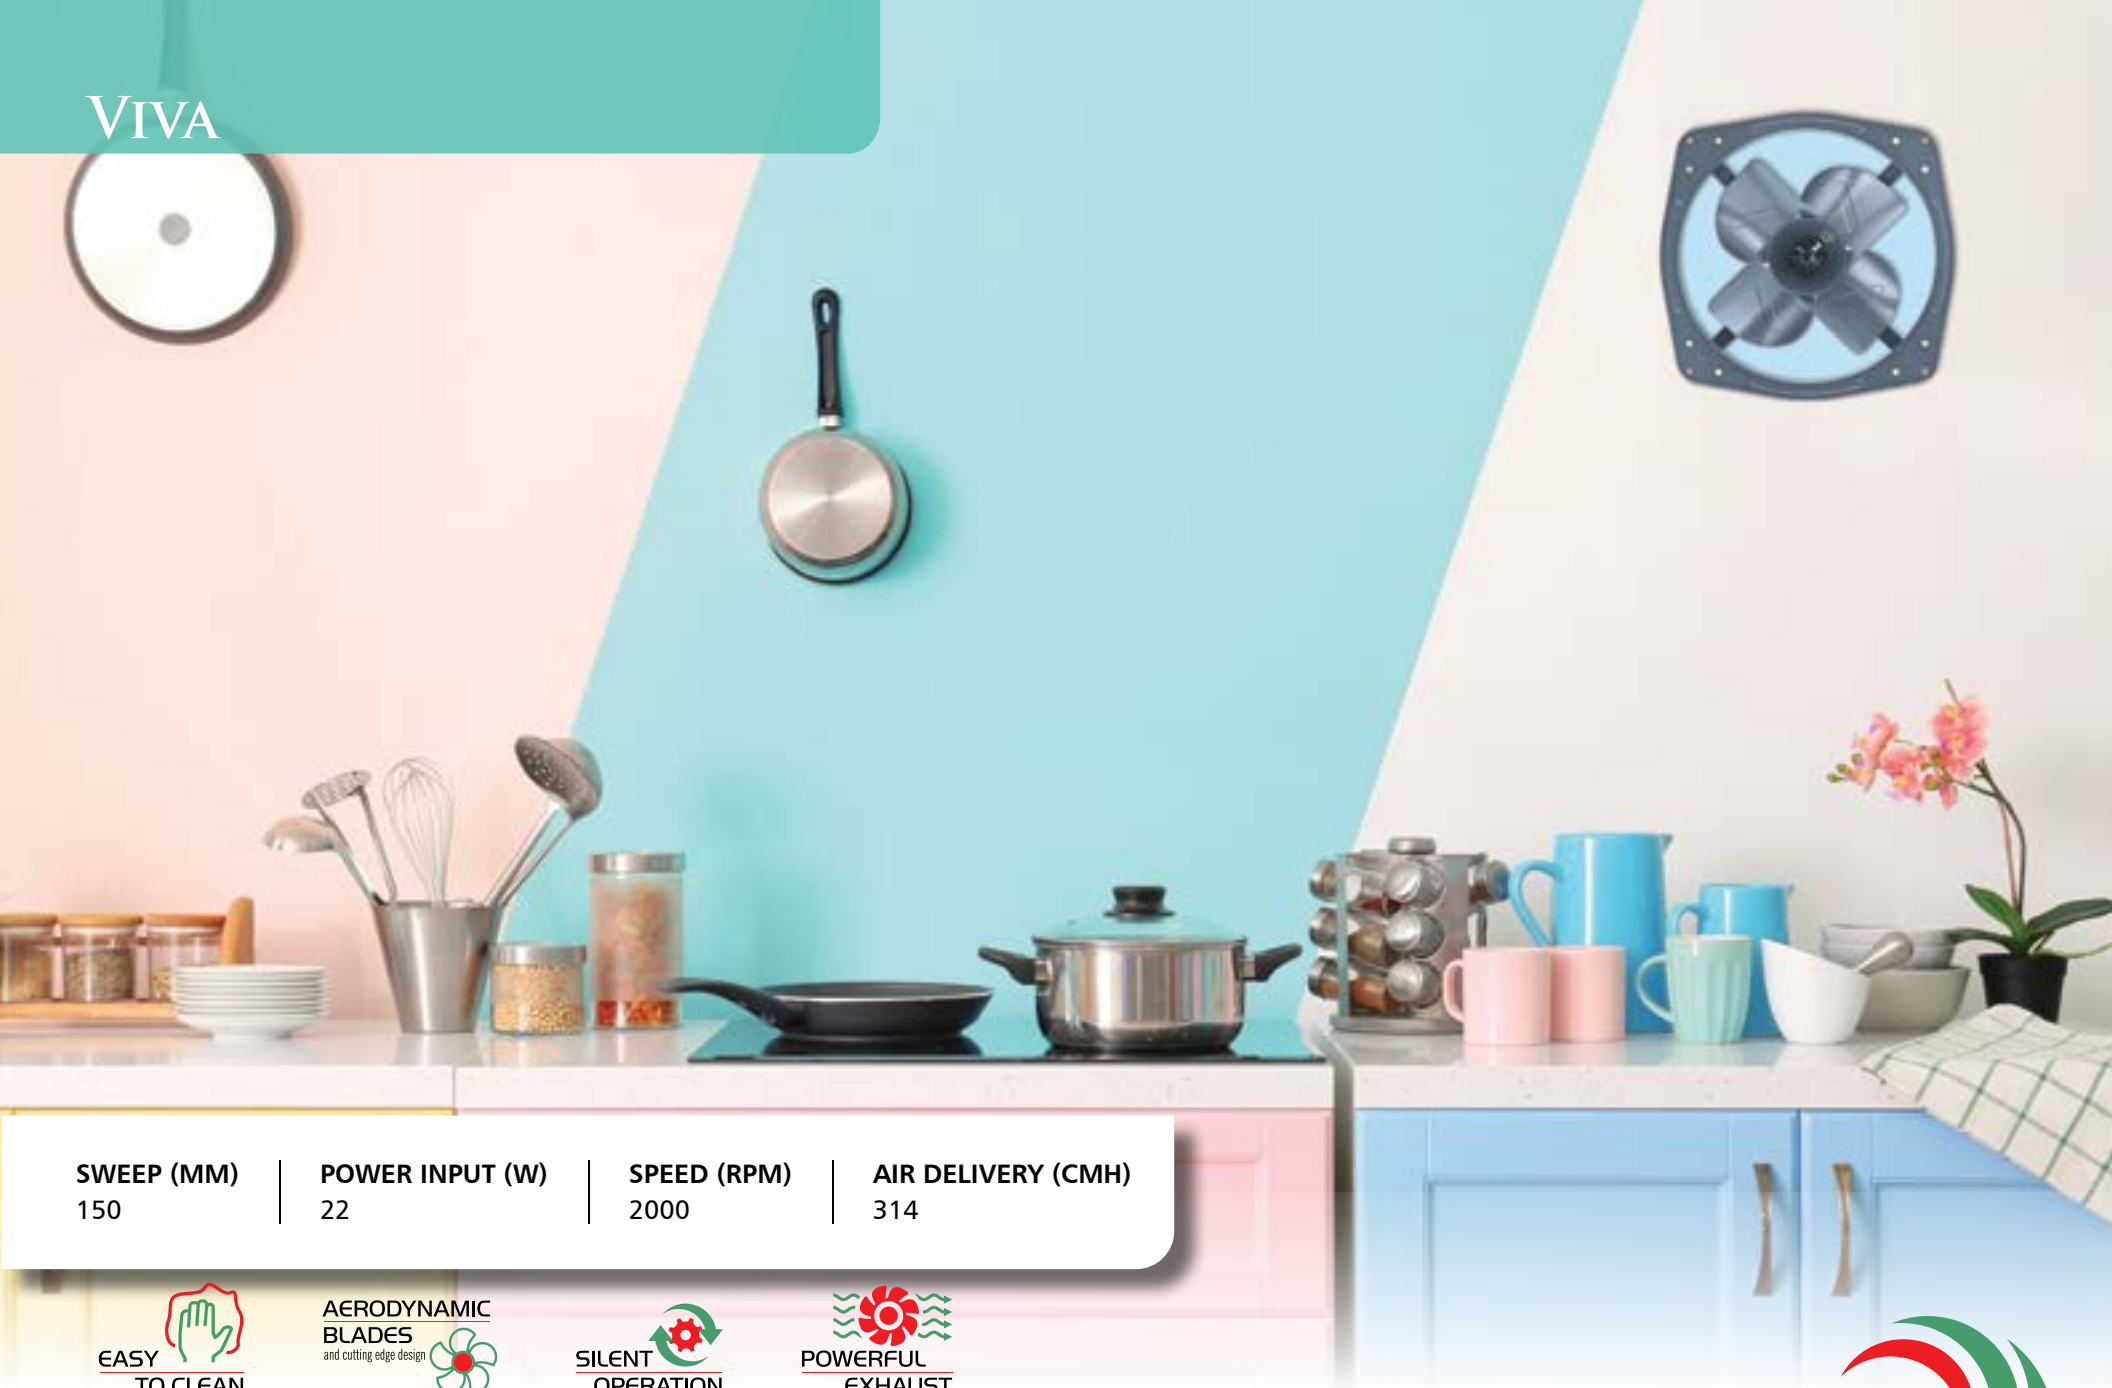 VIVA
SWEEP (MM)
150
POWER INPUT (W)
22
SPEED (RPM)
2000
AIR DELIVERY (CMH)
314
EASY
TO CLEAN
AERODYNAMIC
BLADES
and cutting edge design
SILENT
OPERATION
POWERFUL
EXHAUST